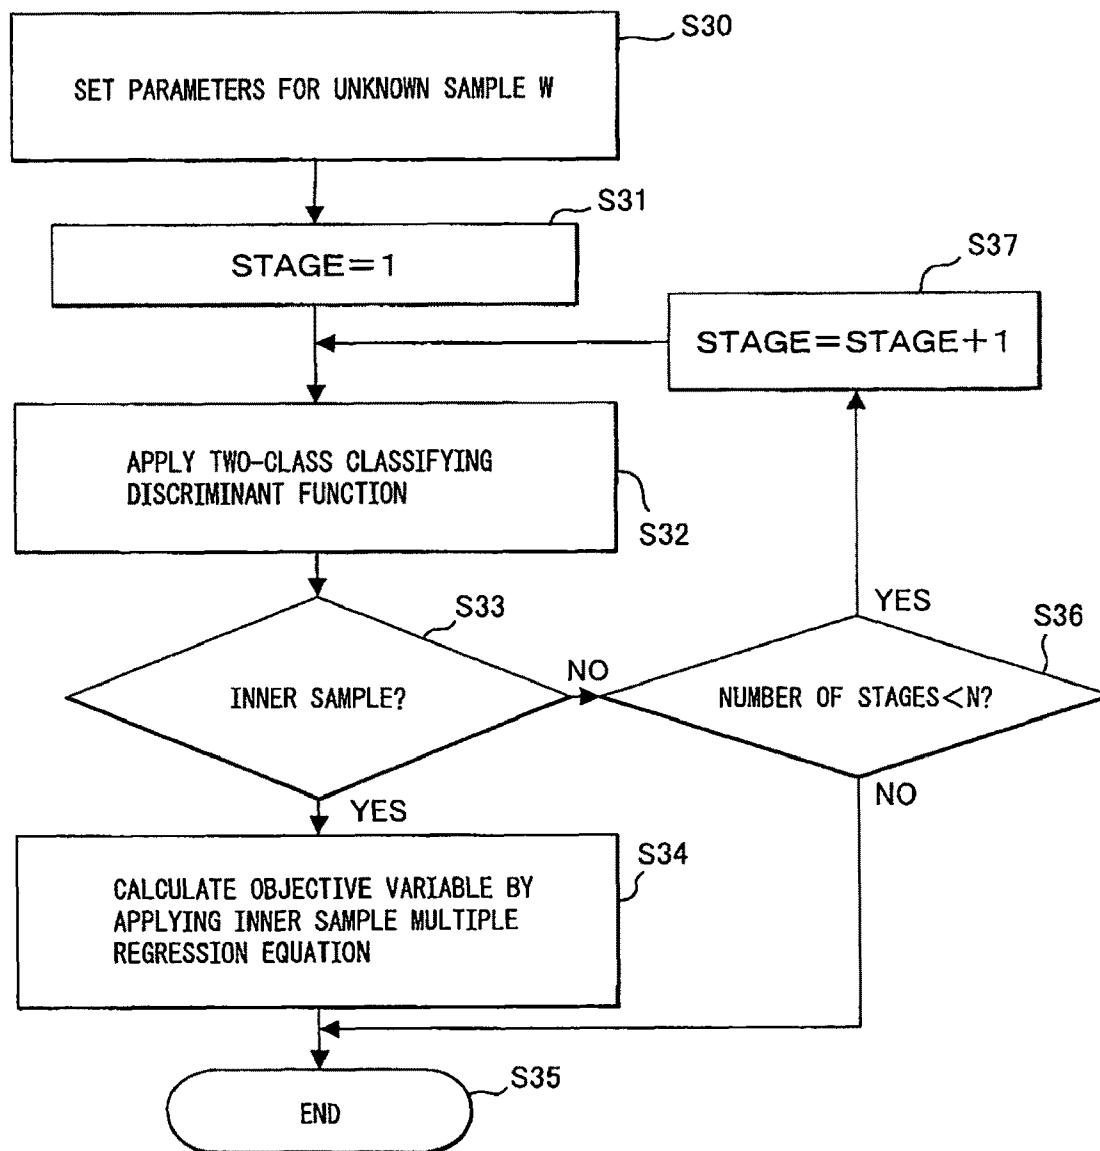 S30
SET PARAMETERS FOR UNKNOWN SAMPLE W
S31
STAGE=1
S37
STAGE=STAGE+1
APPLY TWO-CLASS CLASSIFYING
DISCRIMINANT FUNCTION
S32
S33
INNER SAMPLE?
NO
YES
S36
NUMBER OF STAGES<N?
NO
YES
S34
CALCULATE OBJECTIVE VARIABLE BY
APPLYING INNER SAMPLE MULTIPLE
REGRESSION EQUATION
S35
END